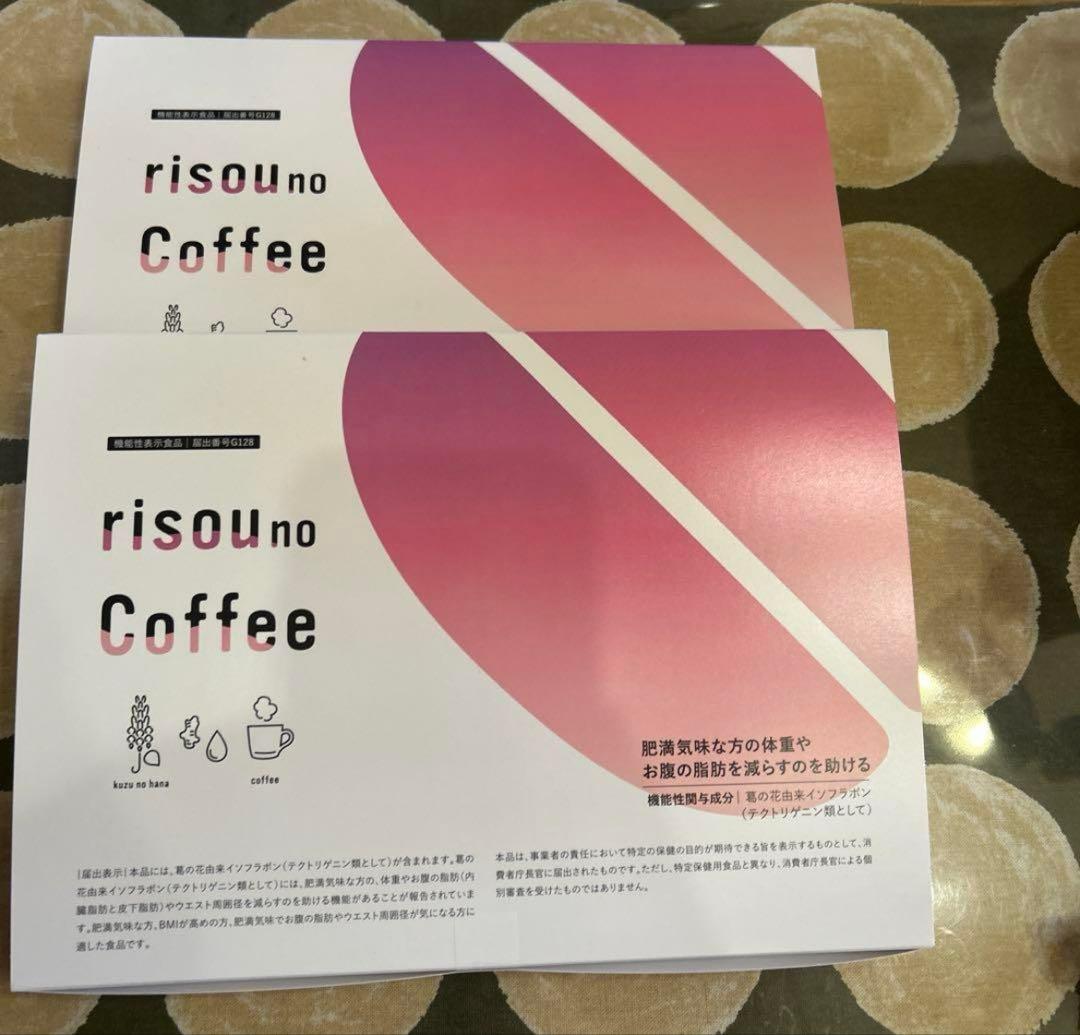 機能性表示食品｜届出番号G128
risou no
Coffee
機能性表示食品｜届出番号G128
risou no
Coffee
kuzu no hana
coffee
肥満気味な方の体重や
お腹の脂肪を減らすのを助ける
機能性関与成分｜葛の花由来イソフラボン
（テクトリゲニン類として）
｜届出表示｜本品には、葛の花由来イソフラボン（テクトリゲニン類として）が含まれます。葛の
花由来イソフラボン（テクトリゲニン類として）には、肥満気味な方の、体重やお腹の脂肪（内
臓脂肪と皮下脂肪）やウエスト周囲径を減らすのを助ける機能があることが報告されていま
す。肥満気味な方、BMIが高めの方、肥満気味でお腹の脂肪やウエスト周囲径が気になる方に
適した食品です。
本品は、事業者の責任において特定の保健の目的が期待できる旨を表示するものとして、消
費者庁長官に届出されたものです。ただし、特定保健用食品と異なり、消費者庁長官による個
別審査を受けたものではありません。